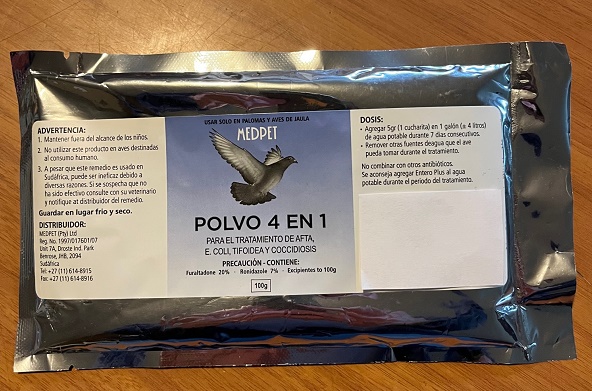 ADVERTENCIA:
1. Mantener fuera del alcance de los niños.
2. No utilizar este producto en aves destinadas
al consumo humano.
3. A pesar de que este remedio es usado en
Sudáfrica, puede ser ineficaz debido a
diversas razones. Si se sospecha que no
ha sido efectivo consulte con su veterinario
y notifique al distribuidor del remedio.
Guardar en lugar frio y seco.
DISTRIBUIDOR:
MEDPET (Pty) Ltd
Reg. No. 1997/017601/07
Unit 7A, Droste Ind. Park
Benrose, JHB, 2094
Sudáfrica
Tel: +27 (11) 614-8915
Fax: +27 (11) 614-8916
USAR SOLO EN PALOMAS Y AVES DE JAULA
MEDPET
POLVO 4 EN 1
PARA EL TRATAMIENTO DE AFTA,
E. COLI, TIFOIDEA Y COCCIDIOSIS
PRECAUCIÓN - CONTIENE:
Furaltadone 20% · Ronidazole 7% · Excipientes to 100g
100g
DOSIS:
• Agregar 5gr (1 cucharita) en 1 galón (± 4 litros)
de agua potable durante 7 días consecutivos.
• Remover otras fuentes deagua que el ave
pueda tomar durante el tratamiento.
No combinar con otros antibióticos.
Se aconseja agregar Entero Plus al agua
potable durante el periodo del tratamiento.